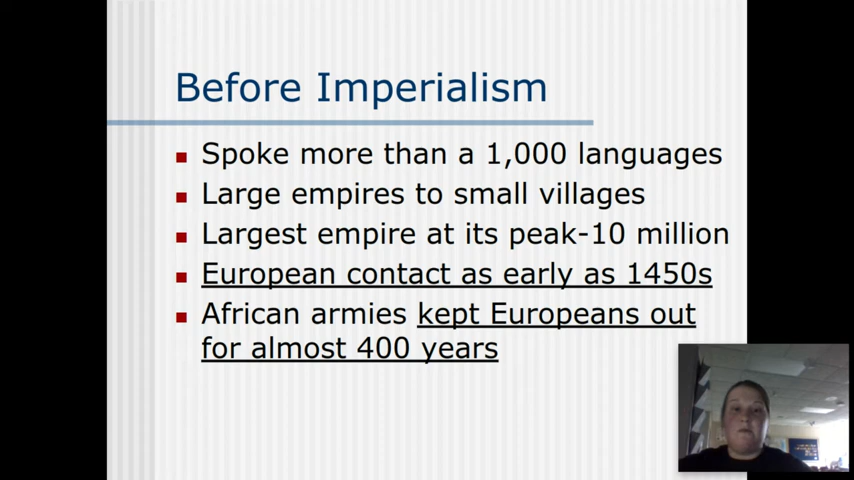 Before Imperialism
Spoke more than a 1,000 languages
Large empires to small villages
Largest empire at its peak-10 million
European contact as early as 1450s
African armies kept Europeans out
for almost 400 years